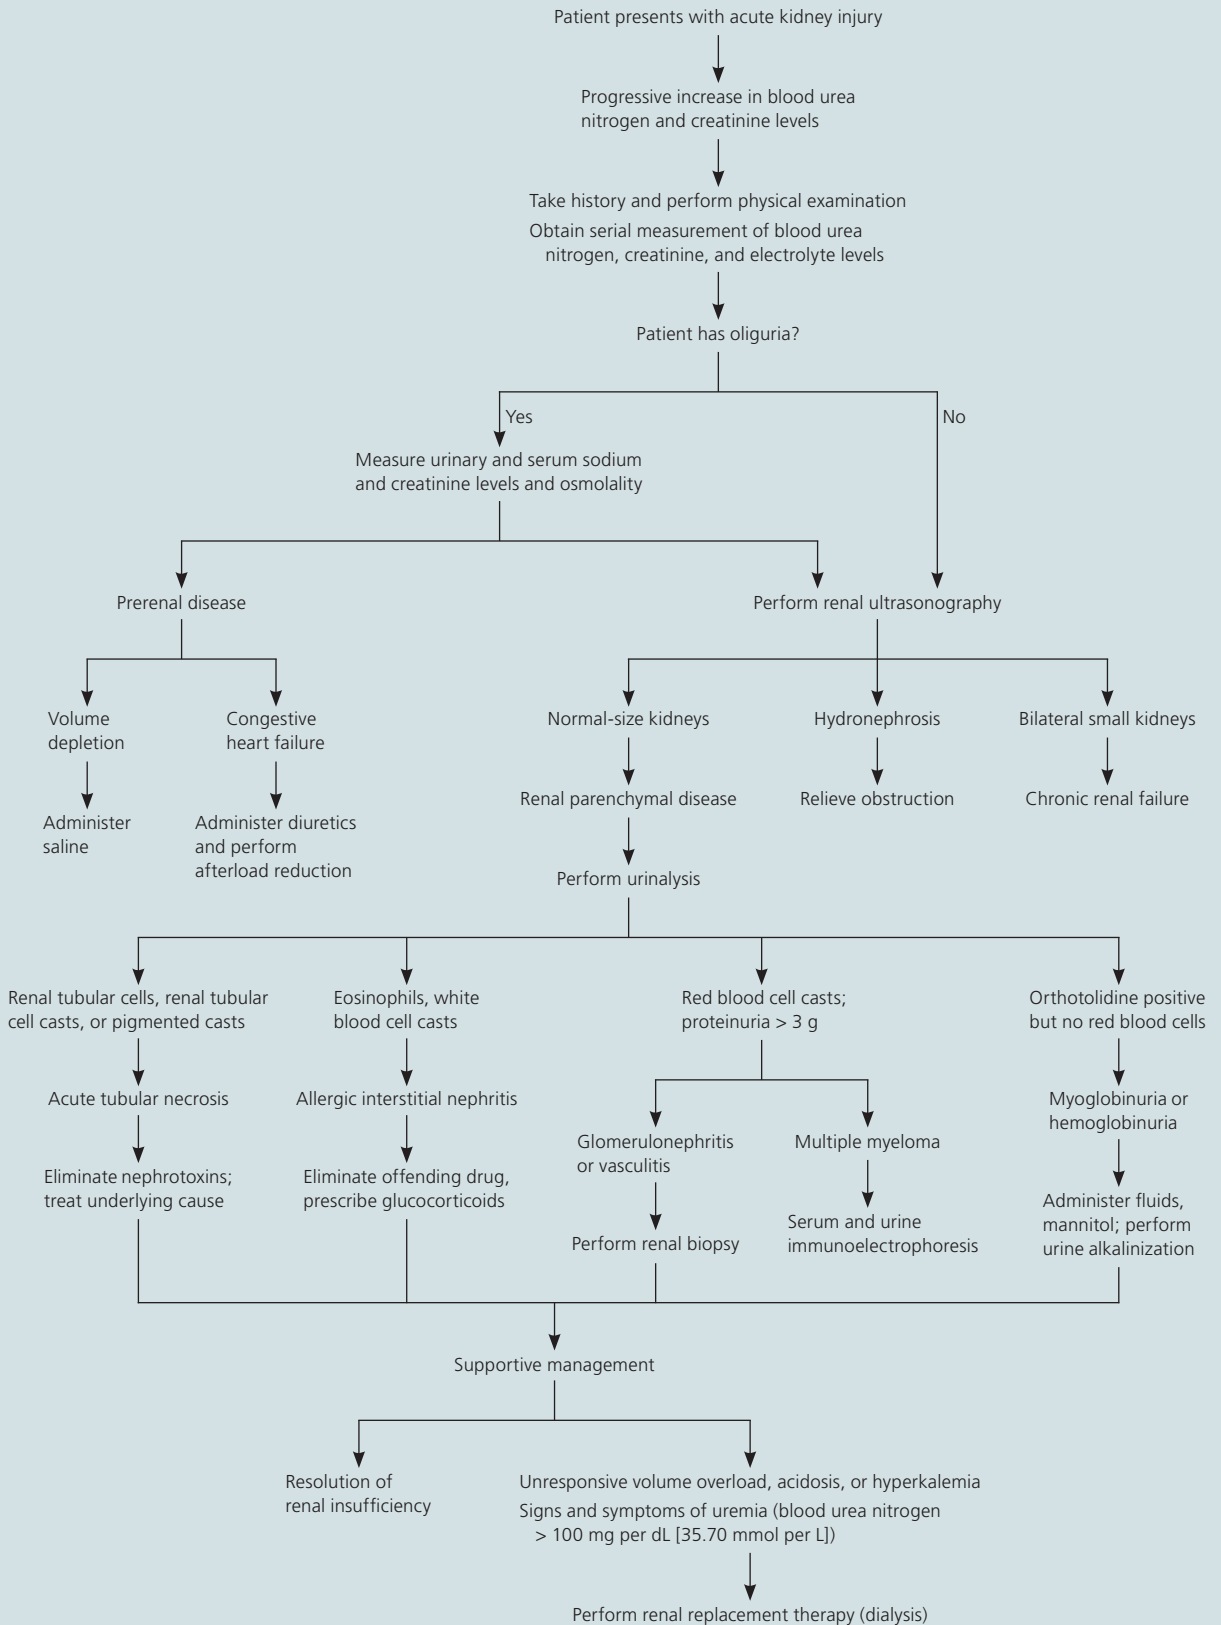 Patient presents with acute kidney injury
Progressive increase in blood urea
nitrogen and creatinine levels
Take history and perform physical examination
Obtain serial measurement of blood urea
nitrogen, creatinine, and electrolyte levels
Patient has oliguria?
Yes
No
Measure urinary and serum sodium
and creatinine levels and osmolality
Prerenal disease
Perform renal ultrasonography
Volume
depletion
Congestive
heart failure
Normal-size kidneys
Hydronephrosis
Bilateral small kidneys
Administer
saline
Administer diuretics
and perform
afterload reduction
Renal parenchymal disease
Relieve obstruction
Chronic renal failure
Perform urinalysis
Renal tubular cells, renal tubular
cell casts, or pigmented casts
Eosinophils, white
blood cell casts
Red blood cell casts;
proteinuria > 3 g
Orthotolidine positive
but no red blood cells
Acute tubular necrosis
Allergic interstitial nephritis
Glomerulonephritis
or vasculitis
Multiple myeloma
Myoglobinuria or
hemoglobinuria
Eliminate nephrotoxins;
treat underlying cause
Eliminate offending drug,
prescribe glucocorticoids
Perform renal biopsy
Serum and urine
immunoelectrophoresis
Administer fluids,
mannitol; perform
urine alkalinization
Supportive management
Resolution of
renal insufficiency
Unresponsive volume overload, acidosis, or hyperkalemia
Signs and symptoms of uremia (blood urea nitrogen
> 100 mg per dL [35.70 mmol per L])
Perform renal replacement therapy (dialysis)